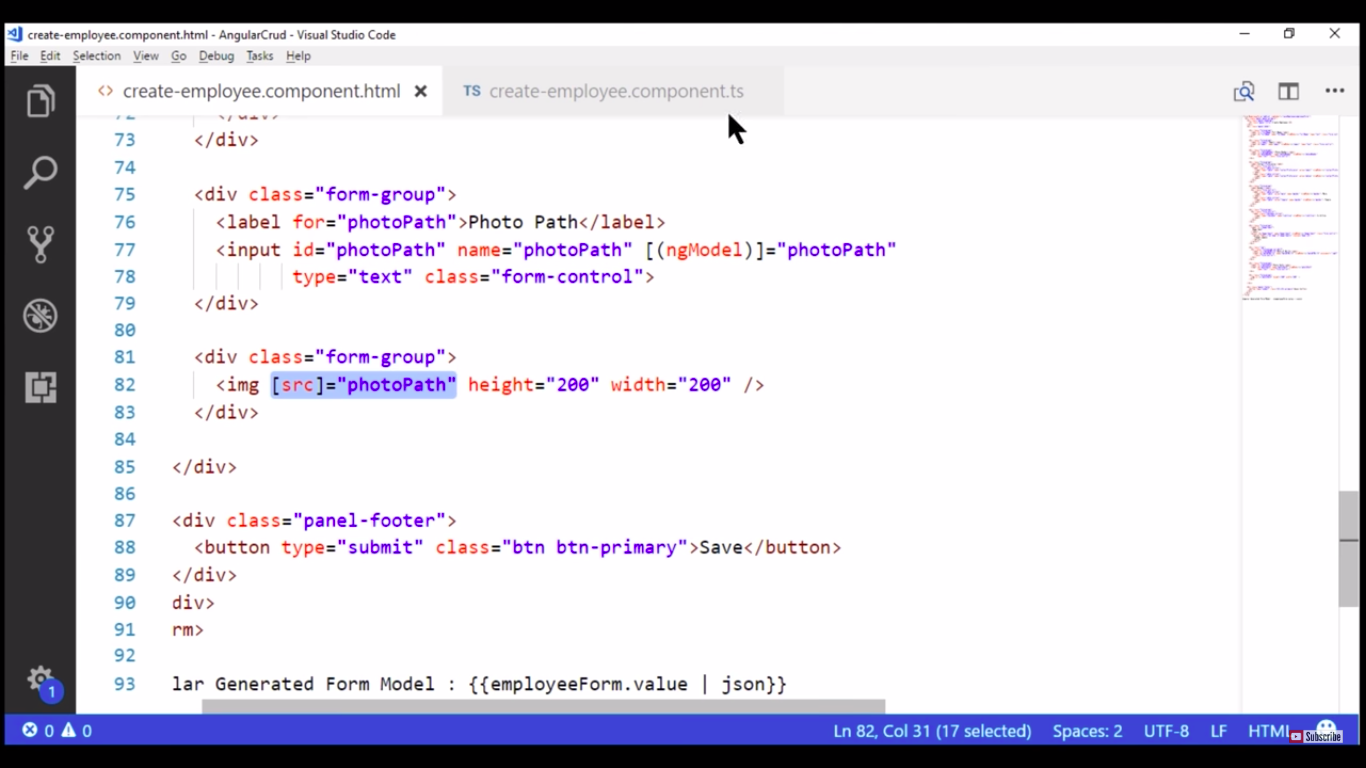 create-employee.component.html - AngularCrud - Visual Studio Code
File Edit Selection View Go Debug Tasks Help
<> create-employee.component.html × TS create-employee.component.ts
72 </div>
73 </div>
74
75 <div class="form-group">
76 <label for="photoPath">Photo Path</label>
77 <input id="photoPath" name="photoPath" [(ngModel)]="photoPath"
78 type="text" class="form-control">
79 </div>
80
81 <div class="form-group">
82 <img [src]="photoPath" height="200" width="200" />
83 </div>
84
85 </div>
86
87 <div class="panel-footer">
88 <button type="submit" class="btn btn-primary">Save</button>
89 </div>
90 div>
91 rm>
92
93 lar Generated Form Model : {{employeeForm.value | json}}
1
0 0 Ln 82, Col 31 (17 selected) Spaces: 2 UTF-8 LF HTML
Subscribe